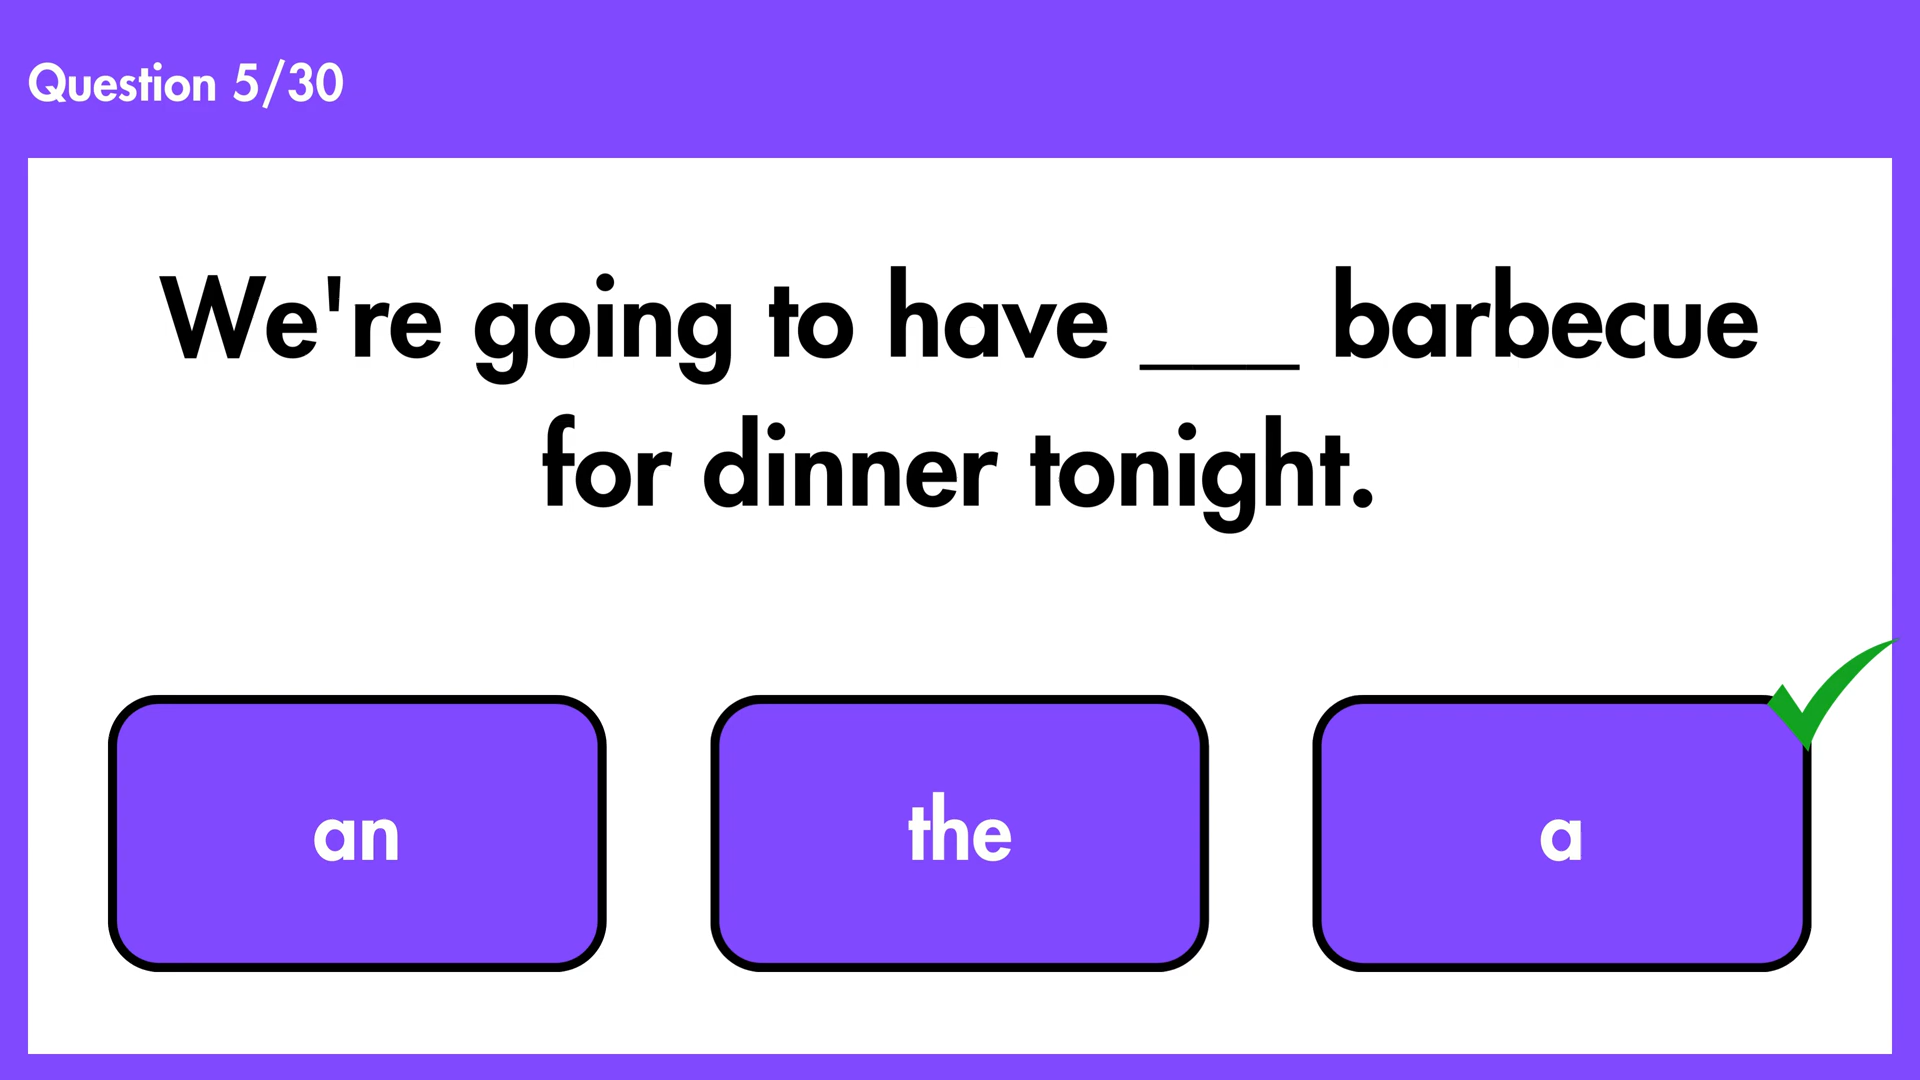 Question 5/30
We're going to have ___ barbecue
for dinner tonight.
an
the
a